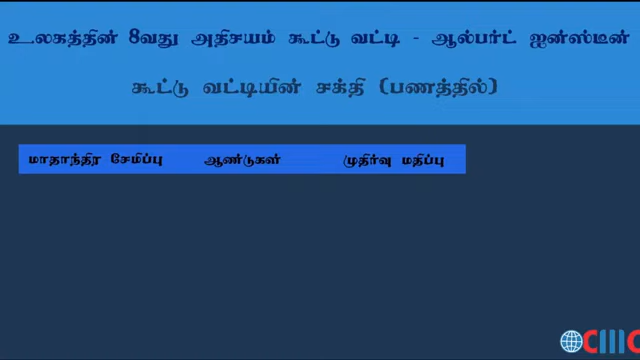 உலகத்தின் 8வது அதிசயம் கூட்டு வட்டி - ஆல்பர்ட் ஐன்ஸ்டீன்
கூட்டு வட்டியின் சக்தி (பணத்தில்)
மாதாந்திர சேமிப்பு ஆண்டுகள் முதிர்வு மதிப்பு